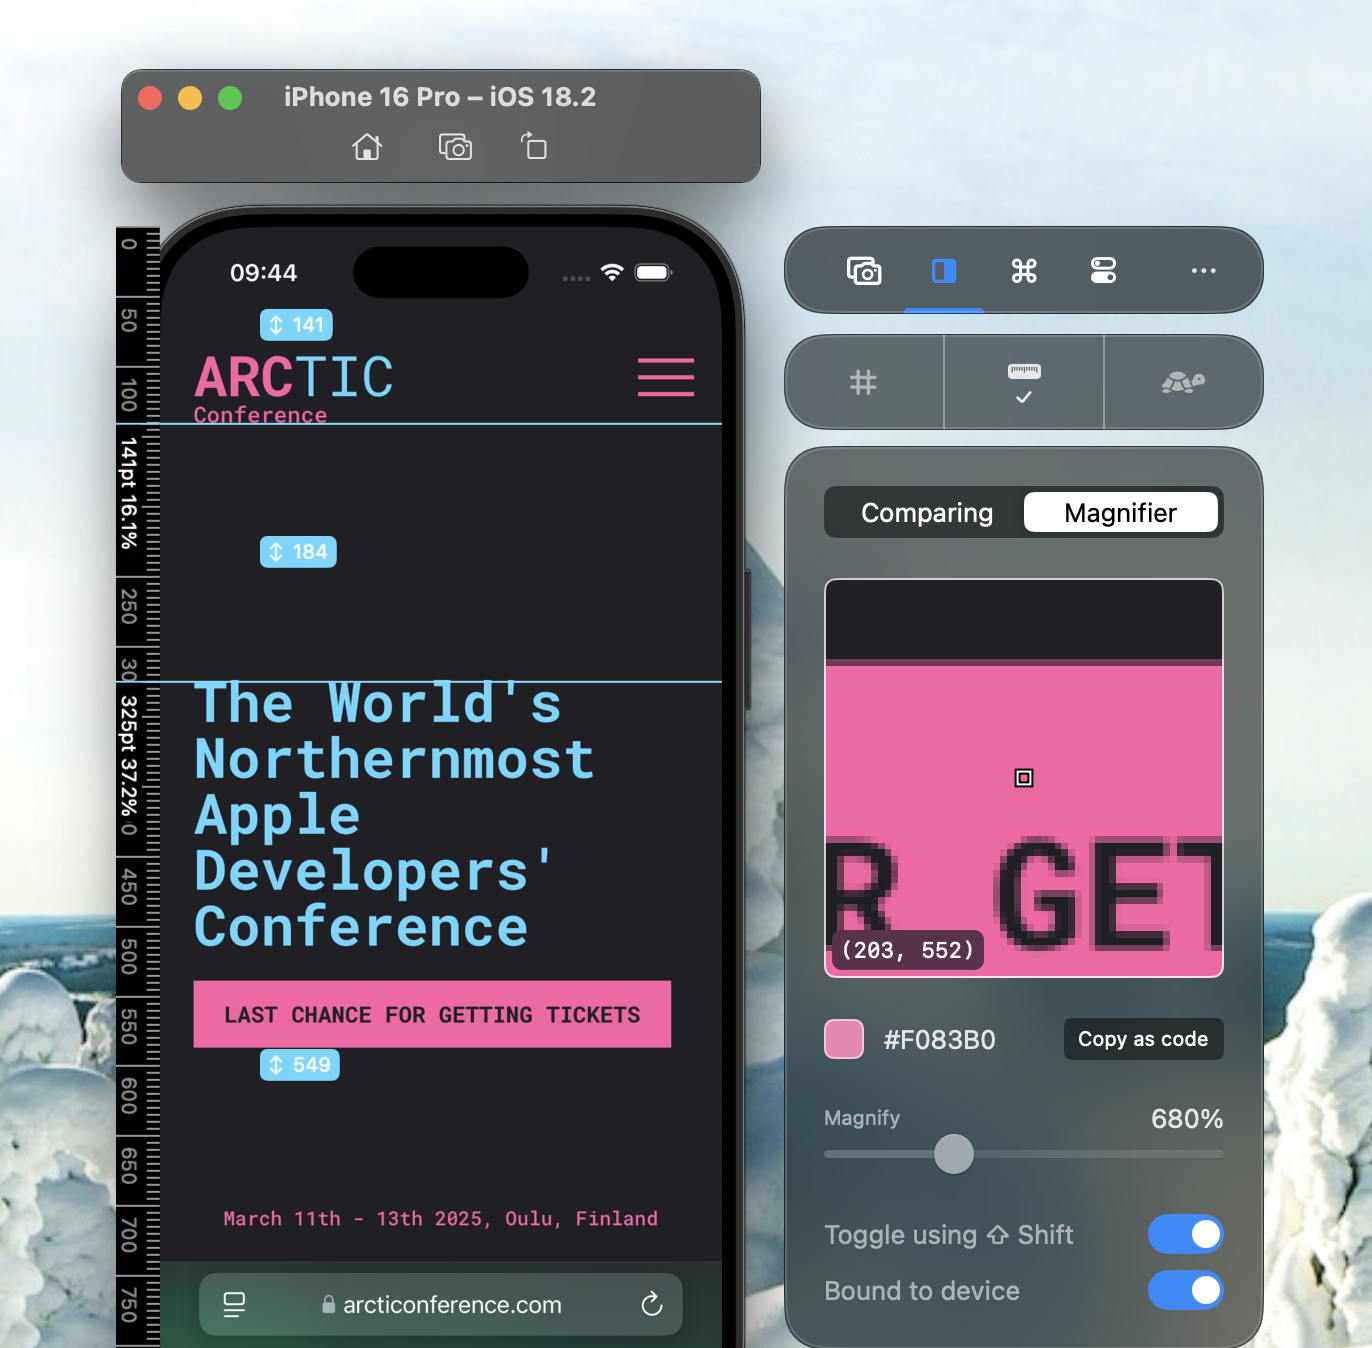 iPhone 16 Pro – iOS 18.2
09:44
0
50
100
141pt 16.1%
250
30
325pt 37.2%
0
450
500
550
600
650
700
750
141
ARCTIC
Conference
184
The World's
Northernmost
Apple
Developers'
Conference
LAST CHANCE FOR GETTING TICKETS
549
March 11th - 13th 2025, Oulu, Finland
arcticonference.com
Comparing
Magnifier
R GET
(203, 552)
#F083B0
Copy as code
Magnify
680%
Toggle using ⇧ Shift
Bound to device